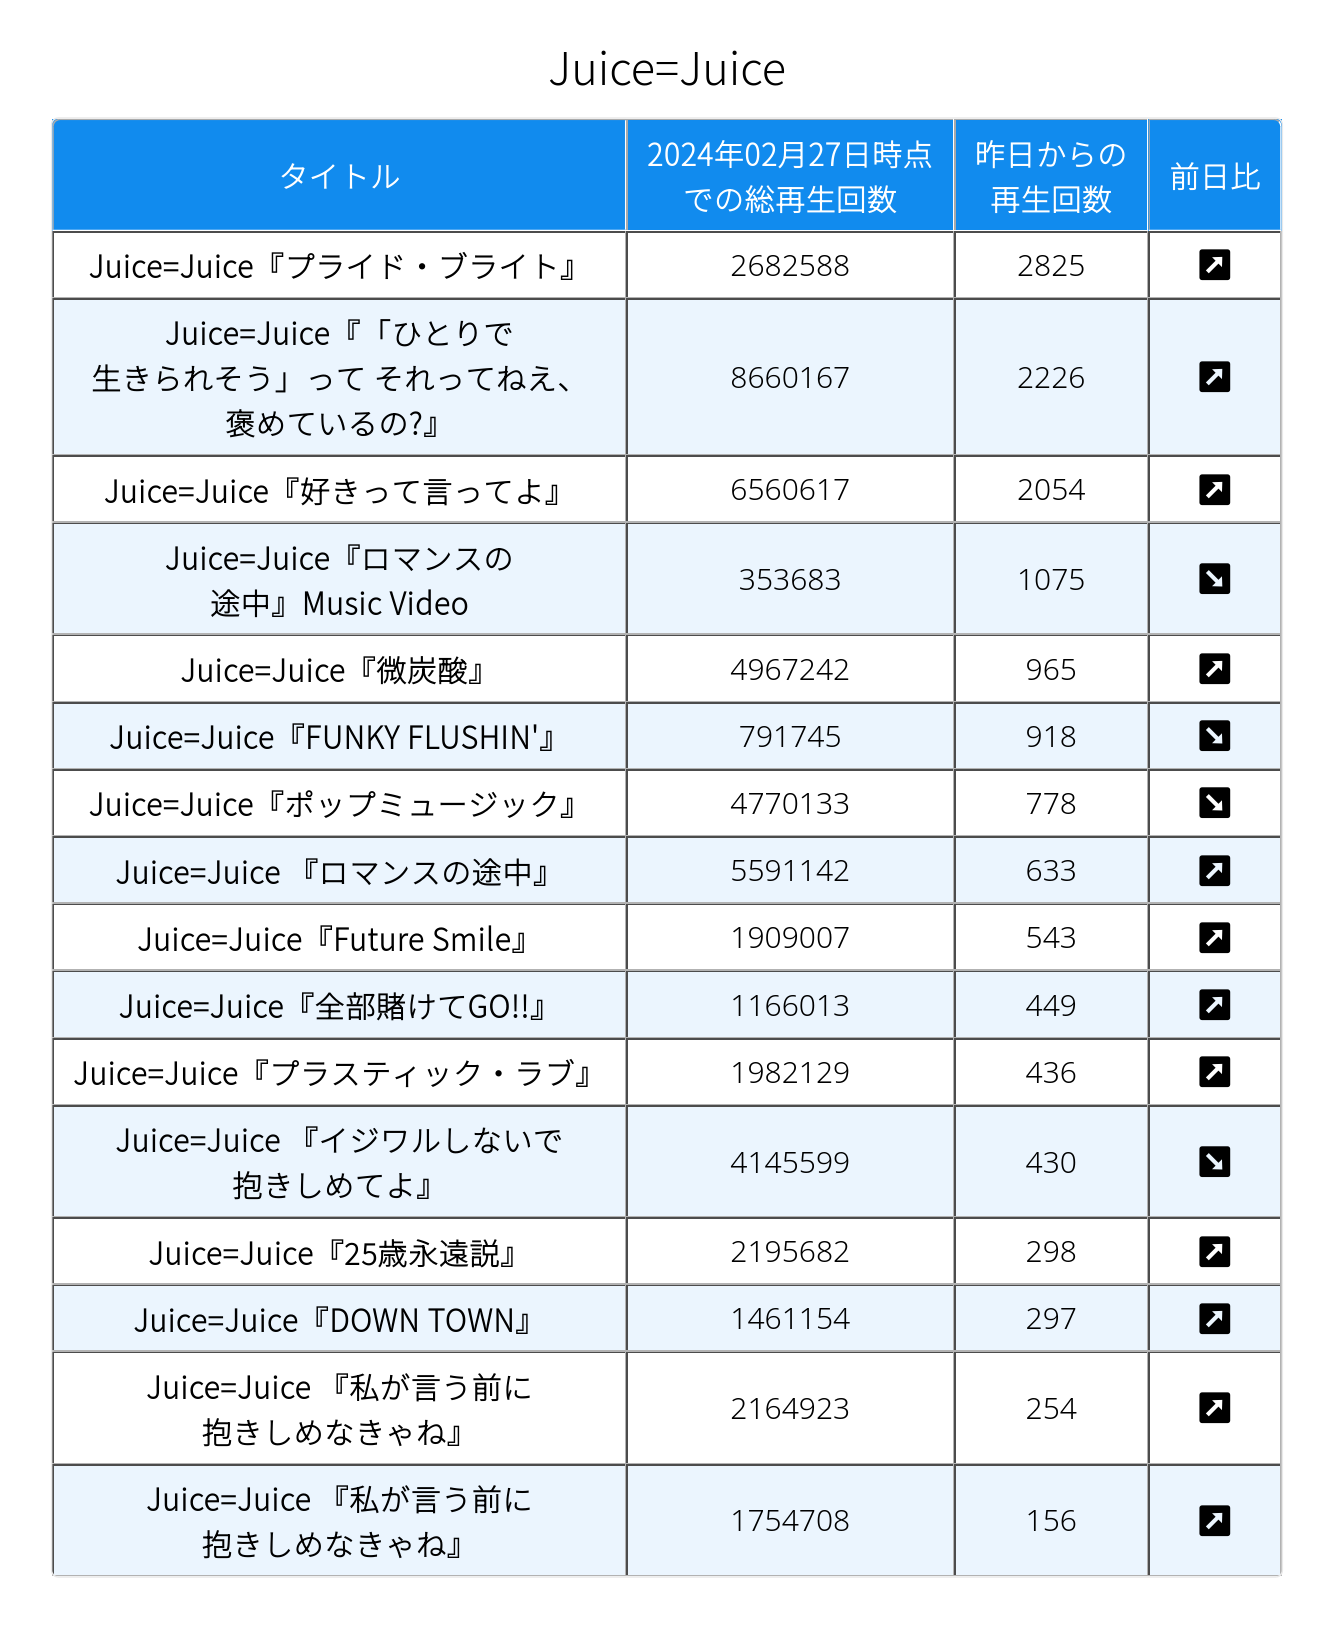 Juice=Juice
タイトル
2024年02月27日時点
での総再生回数
昨日からの
再生回数
前日比
Juice=Juice『プライド・ブライト』
2682588
2825
Juice=Juice『「ひとりで
生きられそう」って それってねえ、
褒めているの?』
8660167
2226
Juice=Juice『好きって言ってよ』
6560617
2054
Juice=Juice『ロマンスの
途中』Music Video
353683
1075
Juice=Juice『微炭酸』
4967242
965
Juice=Juice『FUNKY FLUSHIN'』
791745
918
Juice=Juice『ポップミュージック』
4770133
778
Juice=Juice 『ロマンスの途中』
5591142
633
Juice=Juice『Future Smile』
1909007
543
Juice=Juice『全部賭けてGO!!』
1166013
449
Juice=Juice『プラスティック・ラブ』
1982129
436
Juice=Juice 『イジワルしないで
抱きしめてよ』
4145599
430
Juice=Juice『25歳永遠説』
2195682
298
Juice=Juice『DOWN TOWN』
1461154
297
Juice=Juice 『私が言う前に
抱きしめなきゃね』
2164923
254
Juice=Juice 『私が言う前に
抱きしめなきゃね』
1754708
156